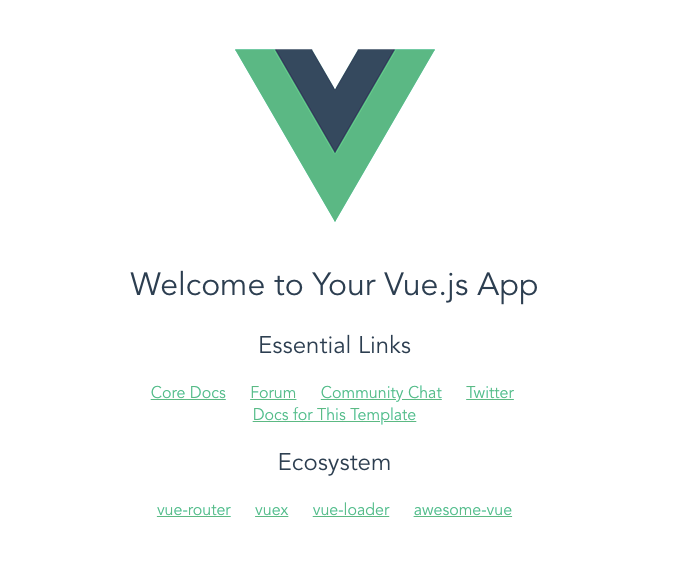 Welcome to Your Vue.js App
Essential Links
Core Docs Forum Community Chat Twitter
Docs for This Template
Ecosystem
vue-router vuex vue-loader awesome-vue